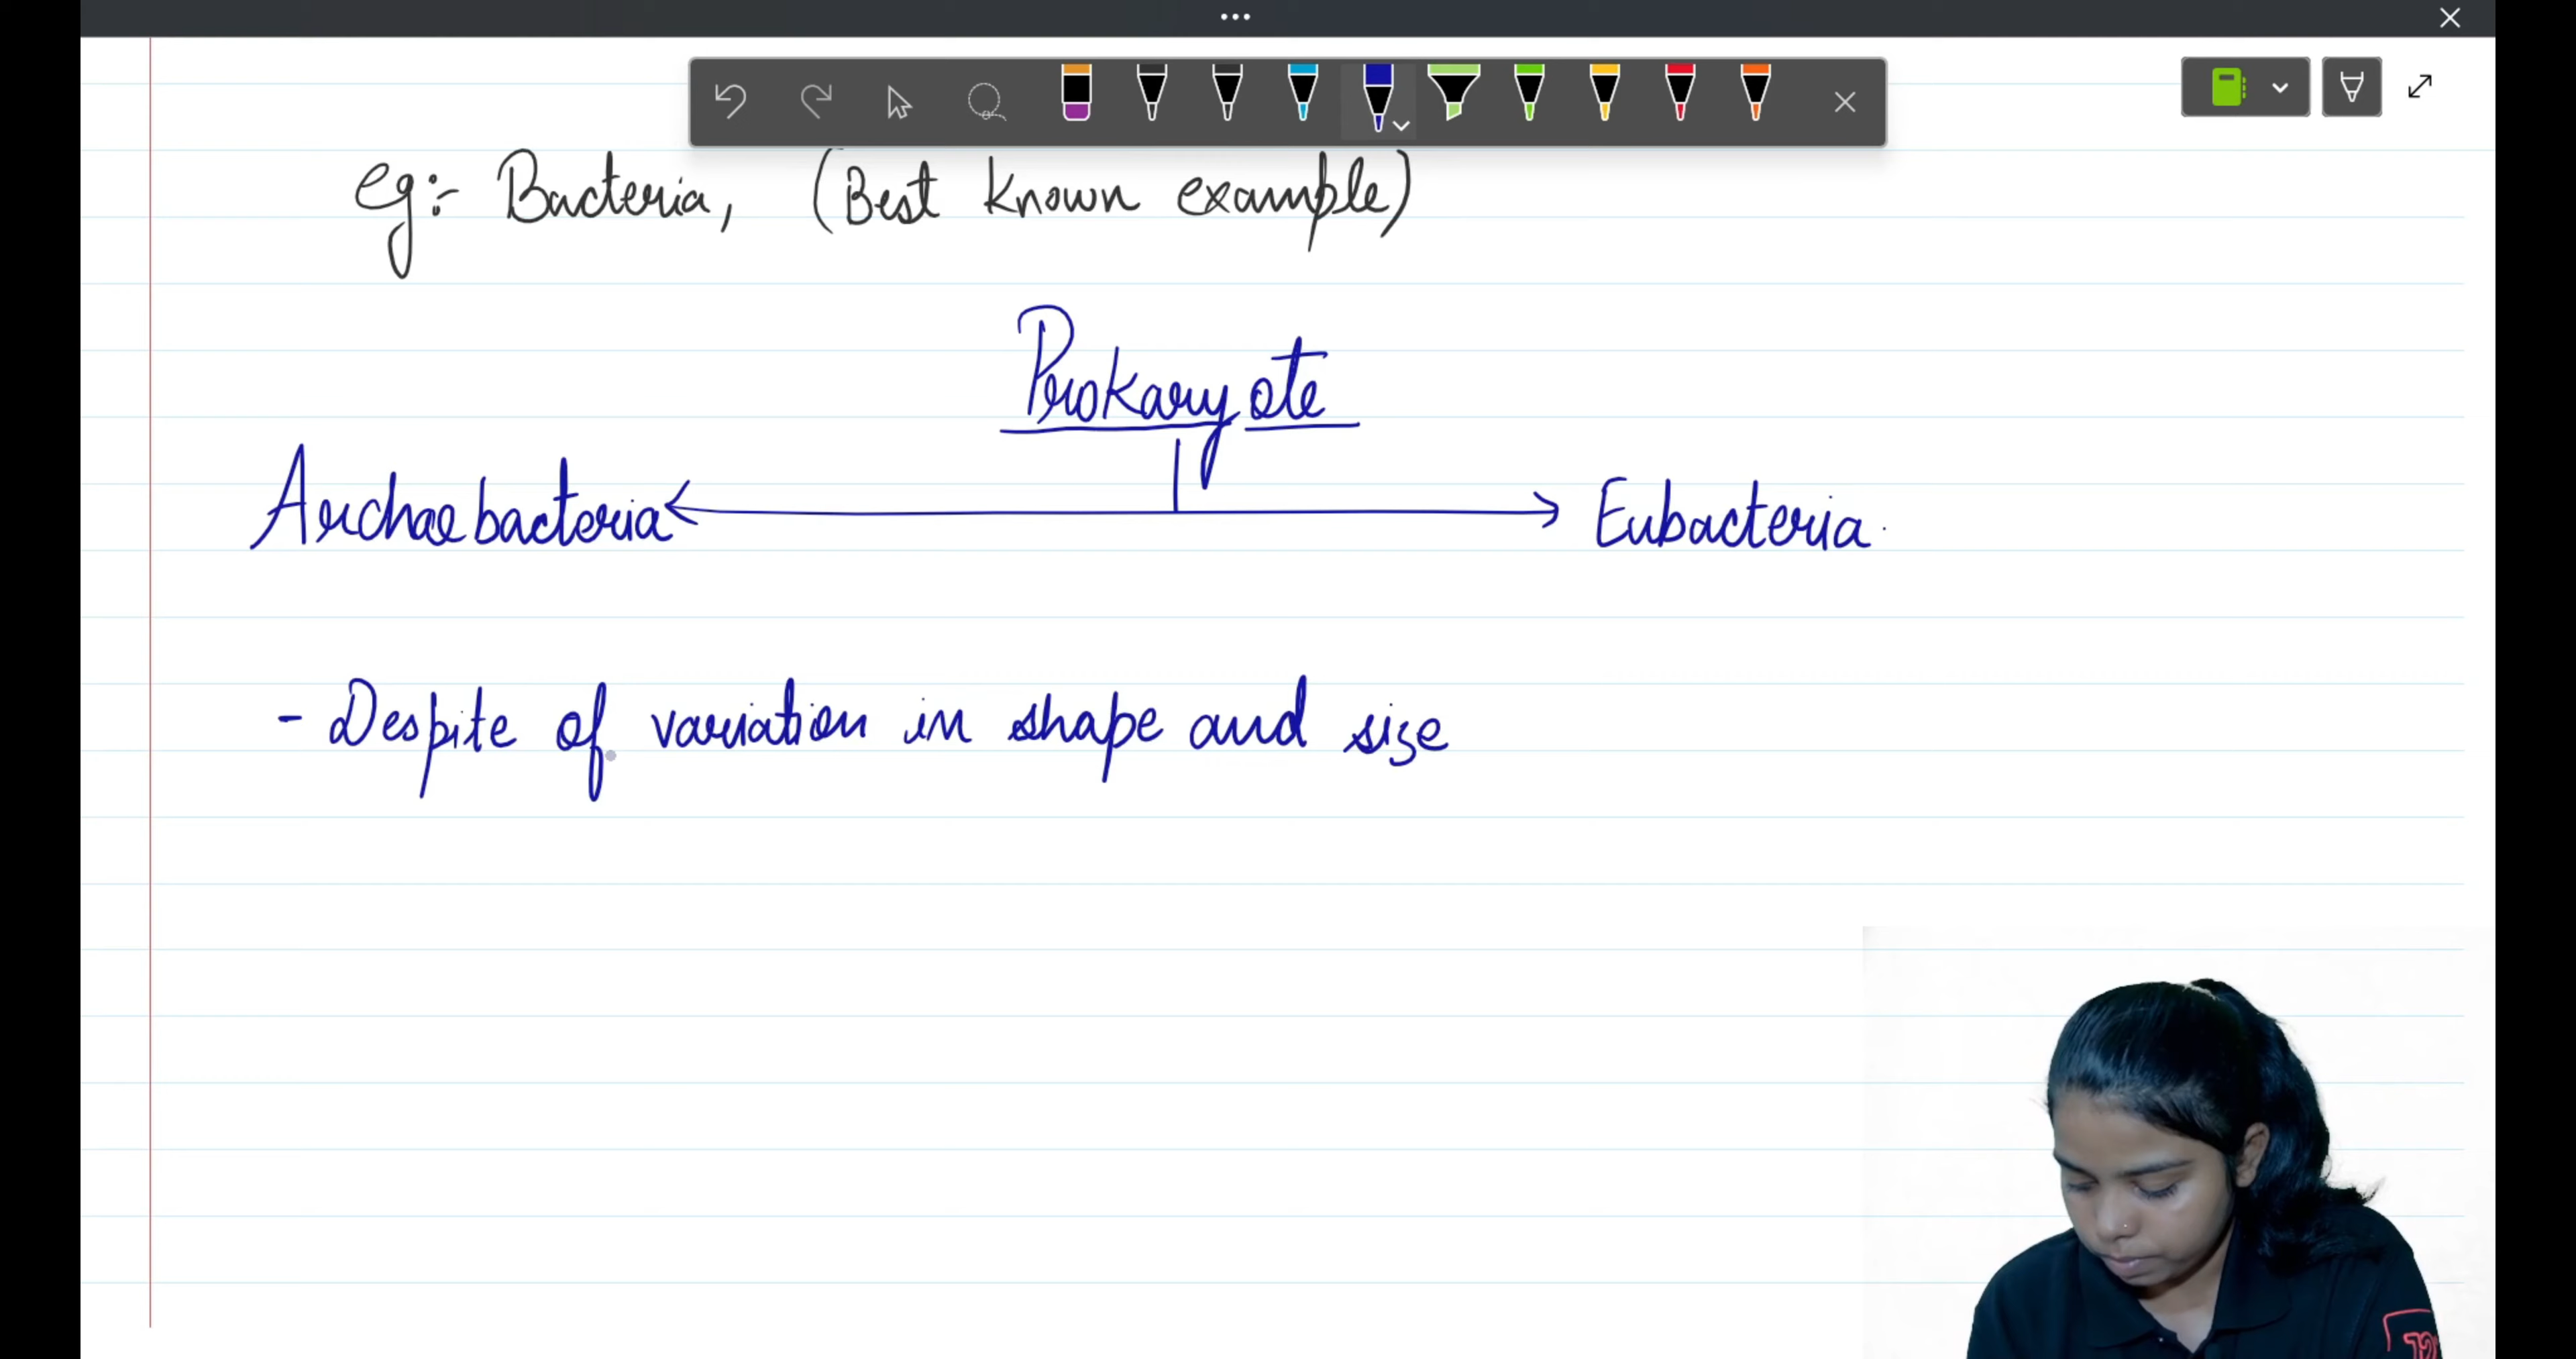 eg:- Bacteria, (Best known example)
Prokaryote
Archaebacteria Eubacteria.
- Despite of variation in shape and size